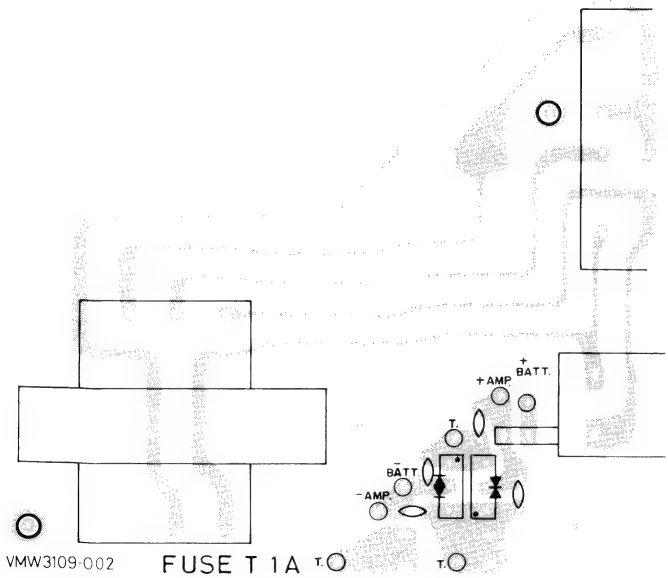 +
BATT.
+ AMP.
T.
-
BATT.
- AMP.
VMW3109-002
FUSE T 1A
T.
T.